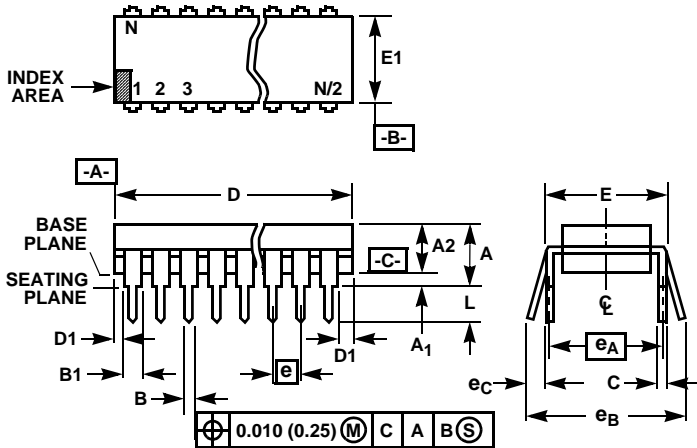 N
INDEX
AREA
1 2 3 N/2
E1
-B-
-A-
D
E
BASE
PLANE
SEATING
PLANE
A2
A
-C-
L
D1
B1
B
e
D1
A1
C
L
eA
eC
C
eB
0.010 (0.25) M C A B S